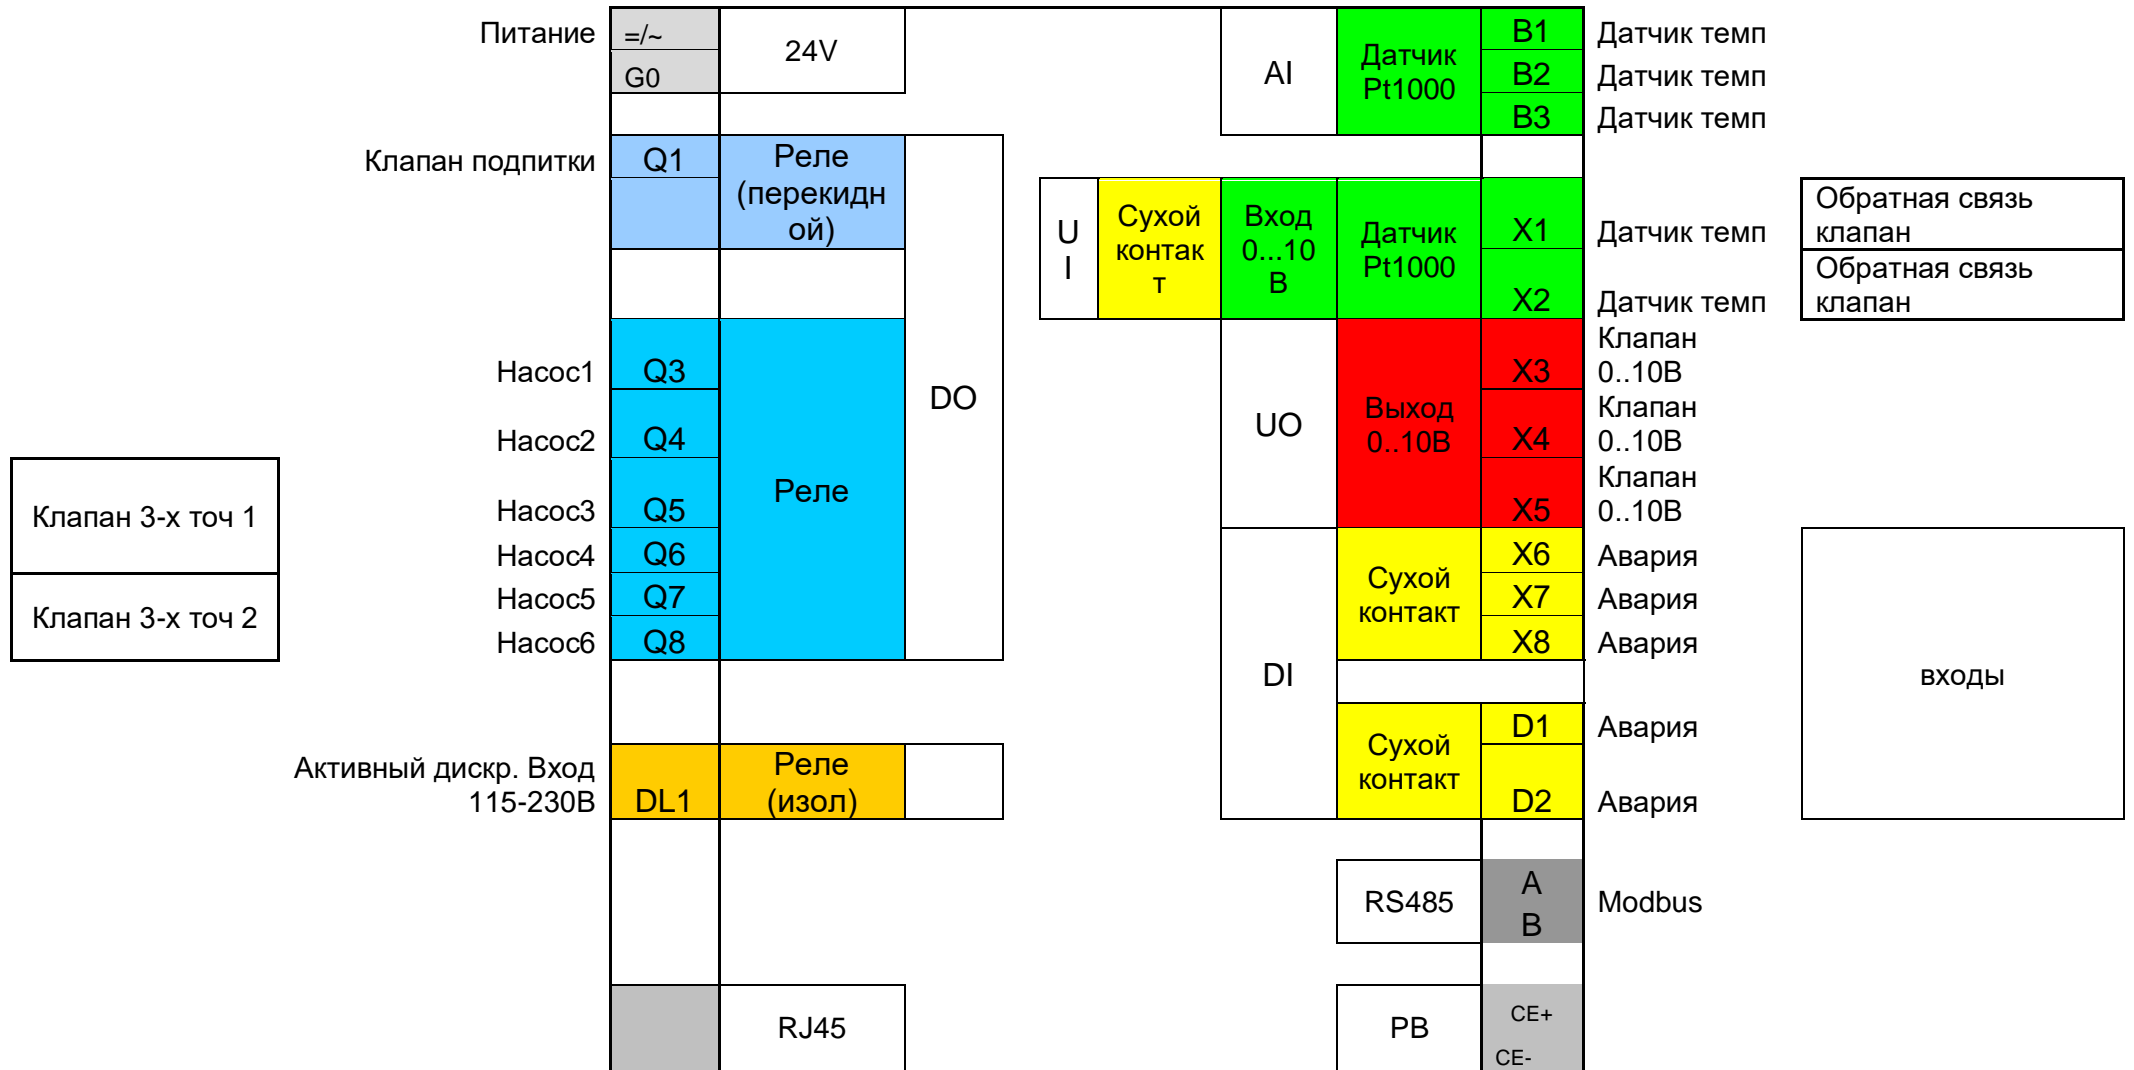 Питание
=/~
24V
G0
AI
Датчик
Pt1000
B1
Датчик темп
B2
Датчик темп
B3
Датчик темп
Клапан подпитки
Q1
Реле
(перекидн
ой)
DO
U
I
Сухой
контак
т
Вход
0...10
В
Датчик
Pt1000
X1
Датчик темп
Обратная связь
клапан
X2
Датчик темп
Обратная связь
клапан
Насос1
Q3
Реле
UO
Выход
0..10В
X3
Клапан
0..10В
Насос2
Q4
X4
Клапан
0..10В
Клапан 3-х точ 1
Насос3
Q5
X5
Клапан
0..10В
Насос4
Q6
DI
Сухой
контакт
X6
Авария
входы
Клапан 3-х точ 2
Насос5
Q7
X7
Авария
Насос6
Q8
X8
Авария
Сухой
контакт
D1
Авария
Активный дискр. Вход
115-230В
DL1
Реле
(изол)
D2
Авария
RS485
A
B
Modbus
RJ45
PB
CE+
CE-